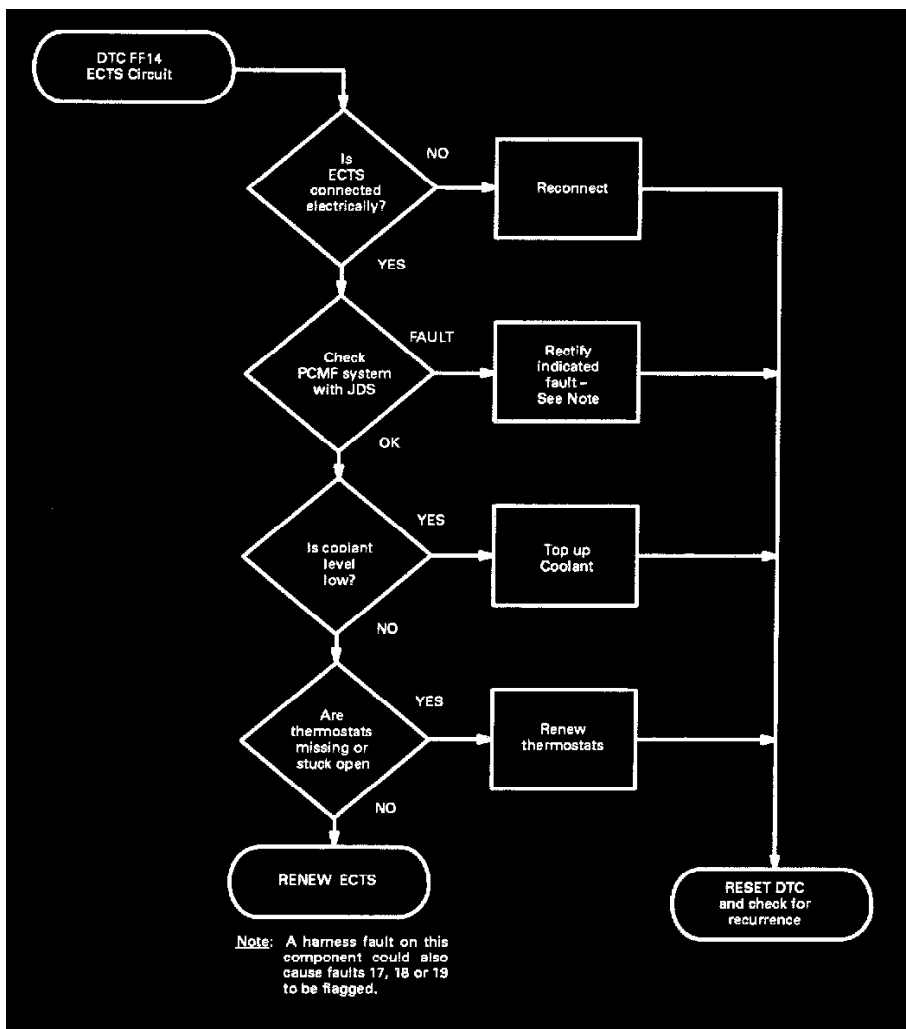 DTC FF14
ECTS Circuit
Is
ECTS
connected
electrically?
NO
Reconnect
YES
Check
PCMF system
with JDS
FAULT
Rectify
indicated
fault –
See Note
OK
Is coolant
level
low?
YES
Top up
Coolant
NO
Are
thermostats
missing or
stuck open
YES
Renew
thermostats
NO
RENEW ECTS
RESET DTC
and check for
recurrence
Note: A harness fault on this
component could also
cause faults 17, 18 or 19
to be flagged.